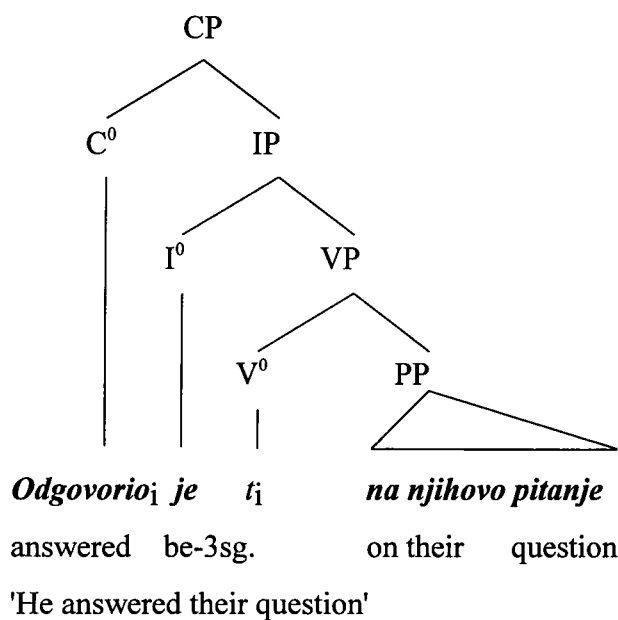 CP
C⁰ IP
I⁰ VP
V⁰ PP
Odgovorioi je ti na njihovo pitanje
answered be-3sg. on their question
'He answered their question'